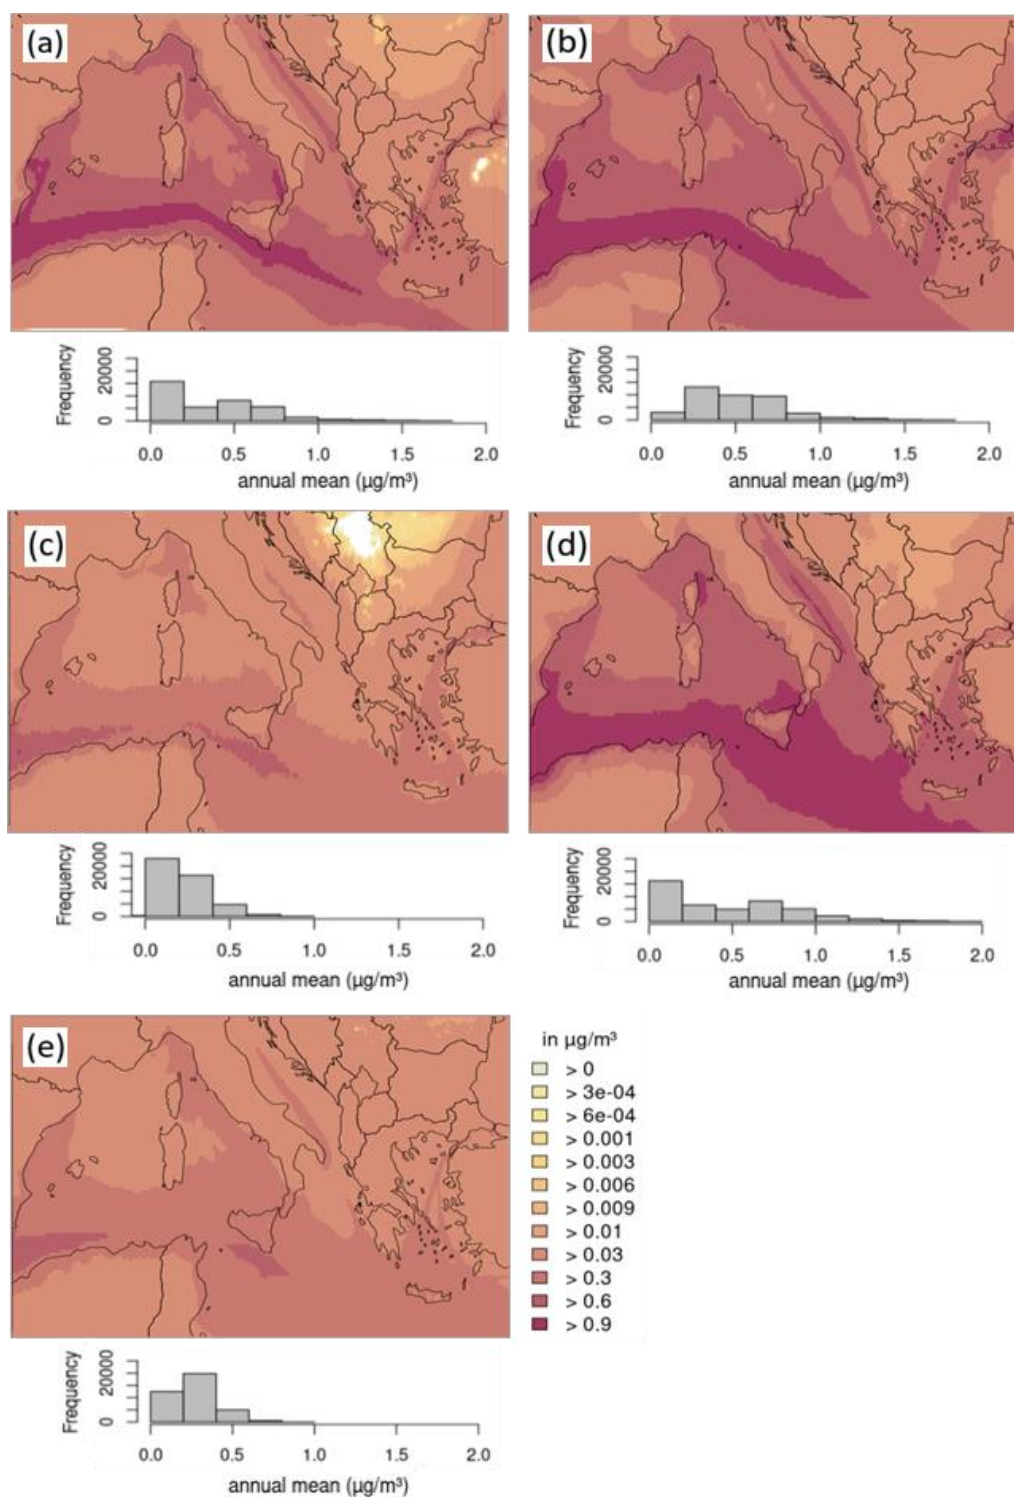 (a)
(b)
Frequency
0 20000
0.0 0.5 1.0 1.5 2.0
annual mean (µg/m³)
Frequency
0 20000
0.0 0.5 1.0 1.5 2.0
annual mean (µg/m³)
(c)
(d)
Frequency
0 20000
0.0 0.5 1.0 1.5 2.0
annual mean (µg/m³)
Frequency
0 20000
0.0 0.5 1.0 1.5 2.0
annual mean (µg/m³)
(e)
in µg/m³
> 0
> 3e-04
> 6e-04
> 0.001
> 0.003
> 0.006
> 0.009
> 0.01
> 0.03
> 0.3
> 0.6
> 0.9
Frequency
0 20000
0.0 0.5 1.0 1.5 2.0
annual mean (µg/m³)